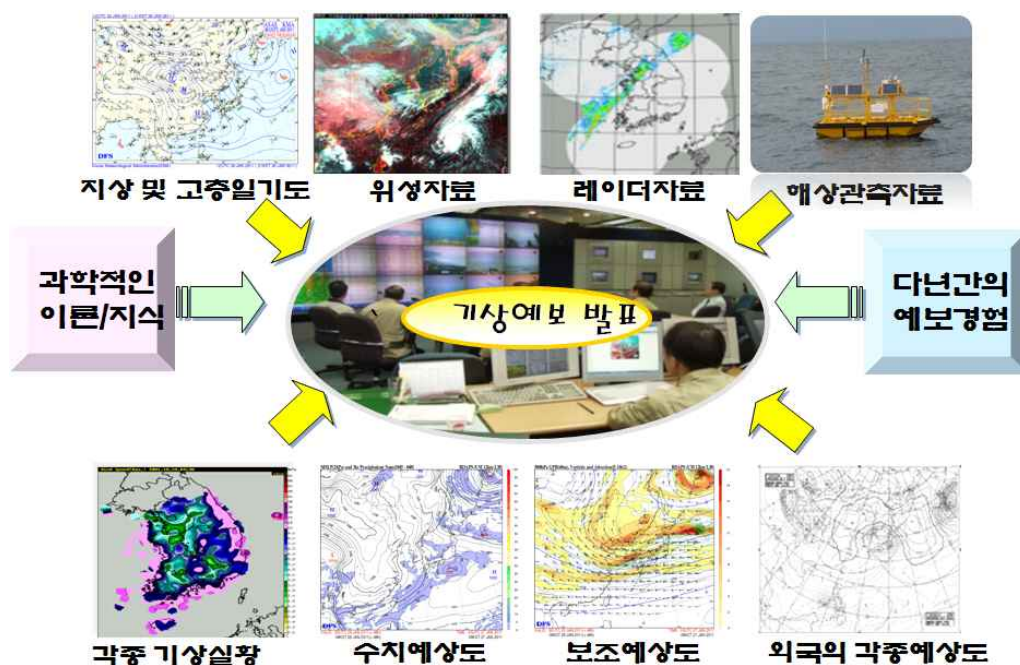 지상 및 고층일기도
위성자료
레이더자료
해상관측자료
과학적인
이론/지식
기상예보 발표
다년간의
예보경험
DFS
각종 기상실황
수치예상도
보조예상도
외국의 각종예상도
DFS
DFS